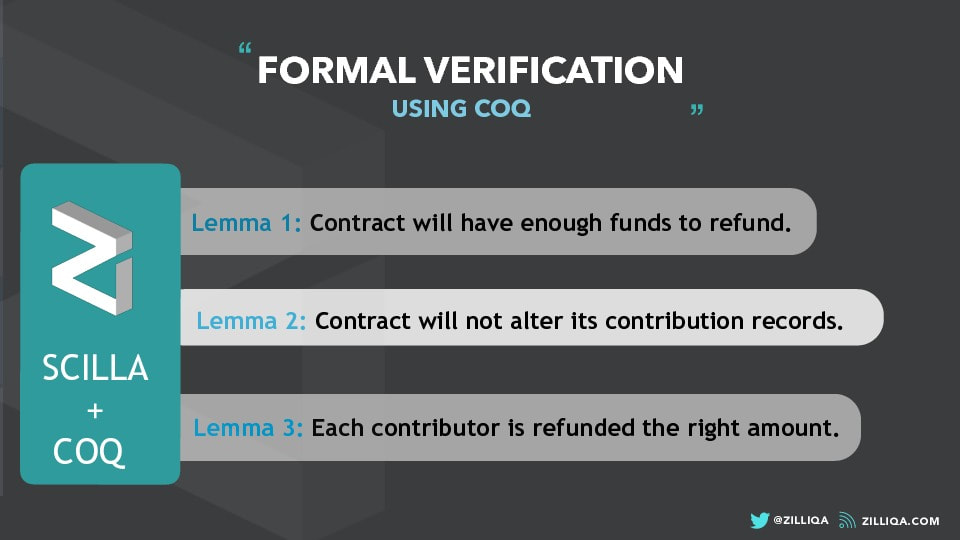 “ FORMAL VERIFICATION
USING COQ ”
Lemma 1: Contract will have enough funds to refund.
Lemma 2: Contract will not alter its contribution records.
Lemma 3: Each contributor is refunded the right amount.
SCILLA
+
COQ
@ZILLIQA ZILLIQA.COM